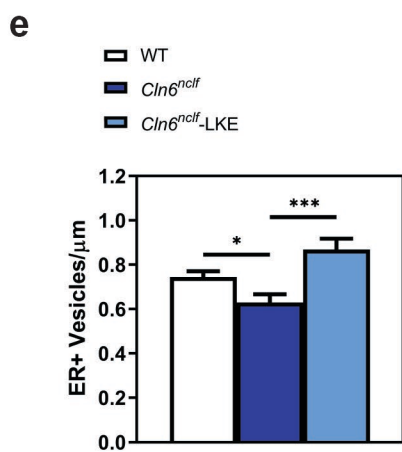 e
WT
Cln6ⁿᶜˡᶠ
Cln6ⁿᶜˡᶠ-LKE
ER+ Vesicles/μm
1.2
1.0
0.8
0.6
0.4
0.2
0.0
*
***